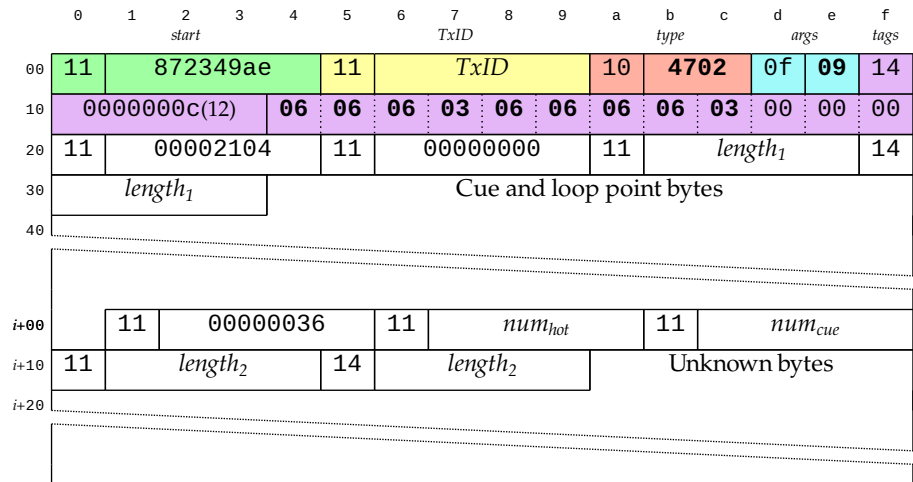 0 1 2 3 4 5 6 7 8 9 a b c d e f
start TxID type args tags
00 11 872349ae 11 TxID 10 4702 0f 09 14
10 0000000c(12) 06 06 06 03 06 06 06 06 03 00 00 00
20 11 00002104 11 00000000 11 length1 14
30 length1 Cue and loop point bytes
40
i+00 11 00000036 11 numhot 11 numcue
i+10 11 length2 14 length2 Unknown bytes
i+20